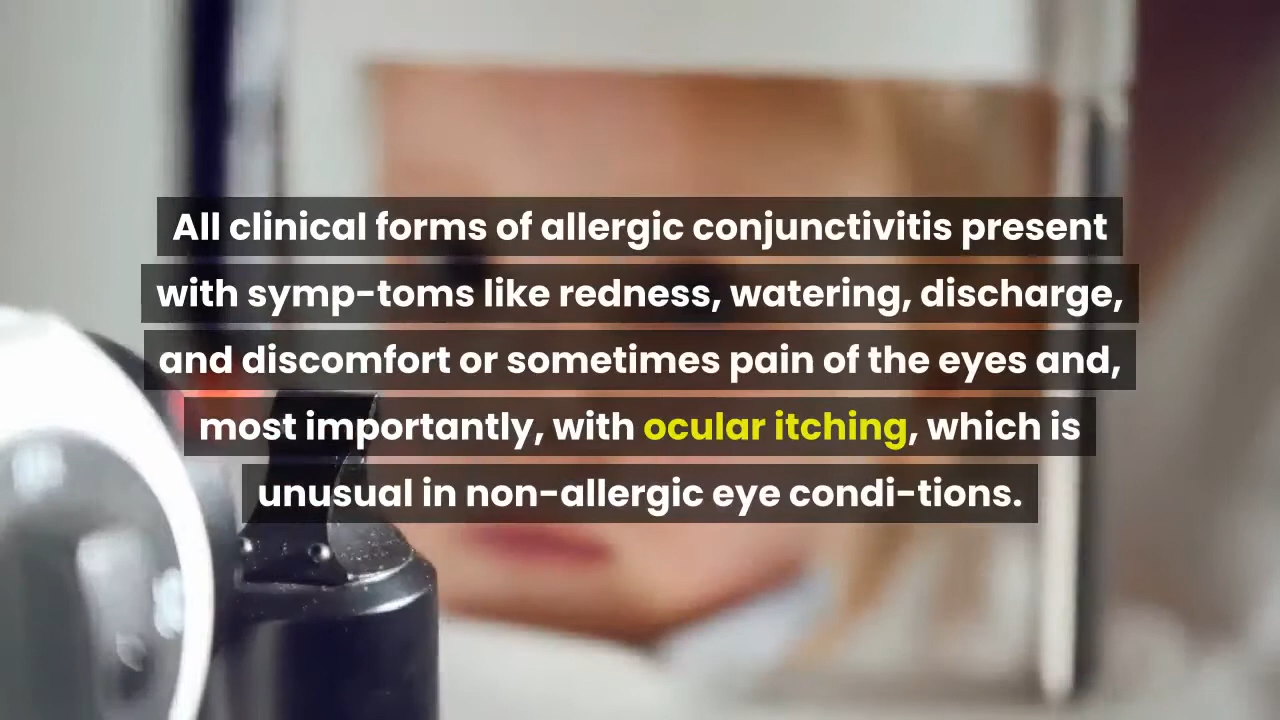 All clinical forms of allergic conjunctivitis present
with symp-toms like redness, watering, discharge,
and discomfort or sometimes pain of the eyes and,
most importantly, with ocular itching, which is
unusual in non-allergic eye condi-tions.